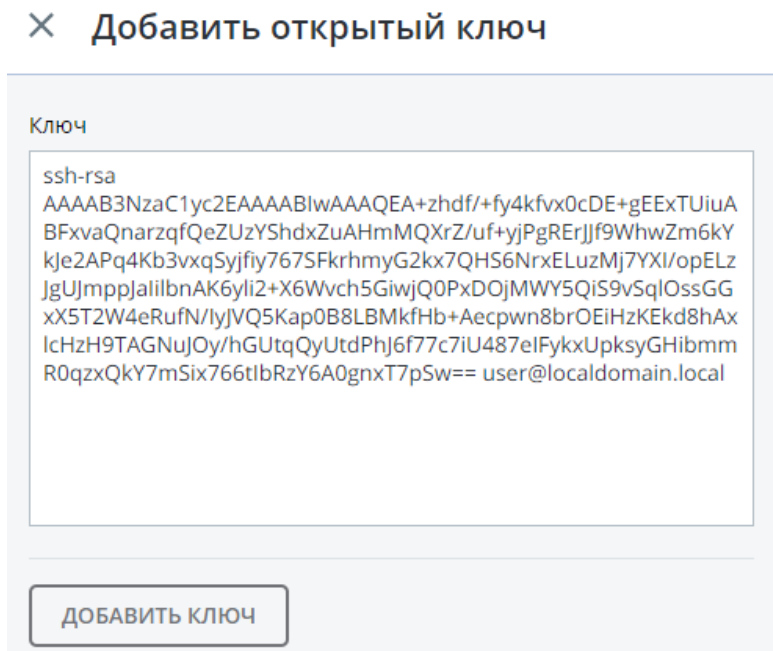 Добавить открытый ключ
Ключ
ssh-rsa
AAAAB3NzaC1yc2EAAAABIwAAAQEA+zhdf/+fy4kfvx0cDE+gEExTUiuA
BFxvaQnarzqfQeZUzYShdxZuAHmMQXrZ/uf+yjPgRErJJf9WhwZm6kY
kJe2APq4Kb3vxqSyjfiy767SFkrhmyG2kx7QHS6NrxELuzMj7YXI/opELz
JgUJmppJaIilbnAK6yli2+X6Wvch5GiwjQ0PxDOjMWY5QiS9vSqlOssGG
xX5T2W4eRufN/IyJVQ5Kap0B8LBMkfHb+Aecpwn8brOEiHzKEkd8hAx
lcHzH9TAGNuJOy/hGUtqQyUtdPhJ6f77c7iU487eIFykxUpksyGHibmm
R0qzxQkY7mSix766tIbRzY6A0gnxT7pSw== user@localdomain.local
ДОБАВИТЬ КЛЮЧ